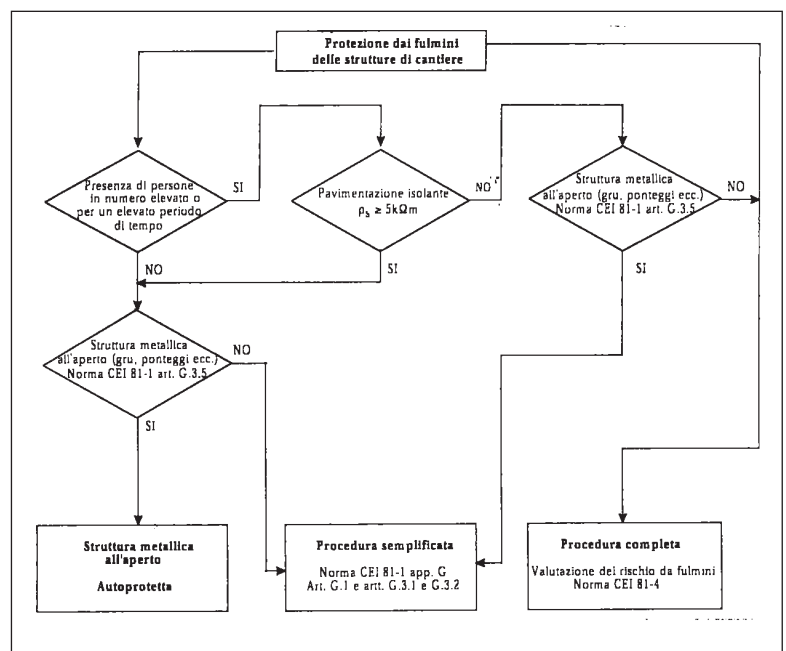 Protezione dai fulmini
delle strutture di cantiere
Presenza di persone
in numero elevato o
per un elevato periodo
di tempo
SI
NO
Pavimentazione isolante
ρs ≥ 5kΩm
NO
SI
Struttura metallica
all'aperto (gru, ponteggi ecc.)
Norma CEI 81-1 art. G.3.5
NO
SI
Struttura metallica
all'aperto (gru, ponteggi ecc.)
Norma CEI 81-1 art. G.3.5
NO
SI
Struttura metallica
all'aperto
Autoprotetta
Procedura semplificata
Norma CEI 81-1 app. G
Art. G.1 e artt. G.3.1 e G.3.2
Procedura completa
Valutazione del rischio da fulmini
Norma CEI 81-4